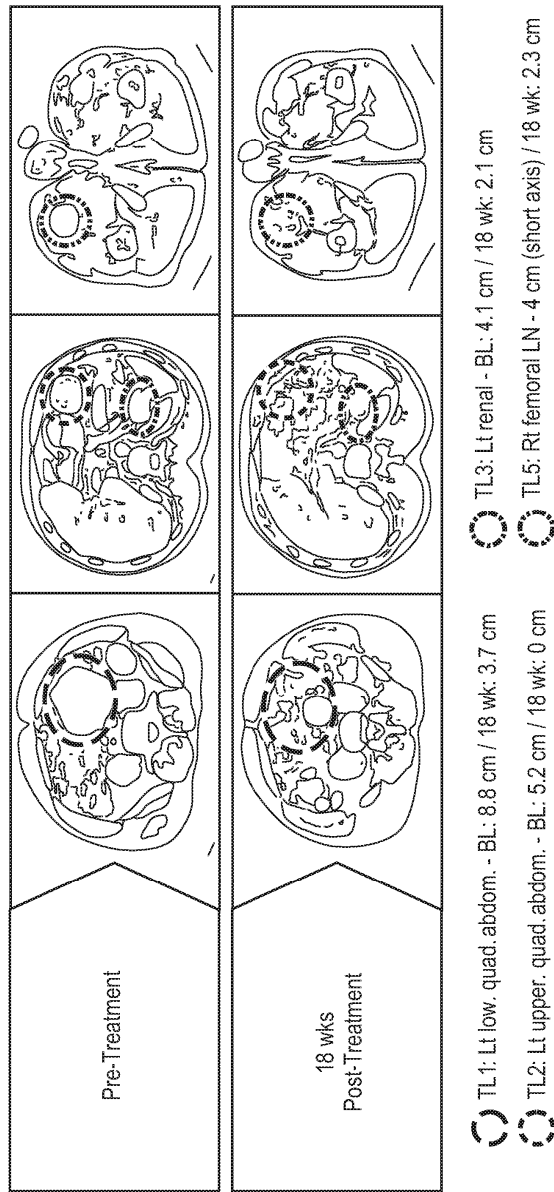 Pre-Treatment
18 wks
Post-Treatment
TL1: Lt low. quad. abdom. - BL: 8.8 cm / 18 wk: 3.7 cm
TL2: Lt upper. quad. abdom. - BL: 5.2 cm / 18 wk: 0 cm
TL3: Lt renal - BL: 4.1 cm / 18 wk: 2.1 cm
TL5: Rt femoral LN - 4 cm (short axis) / 18 wk: 2.3 cm